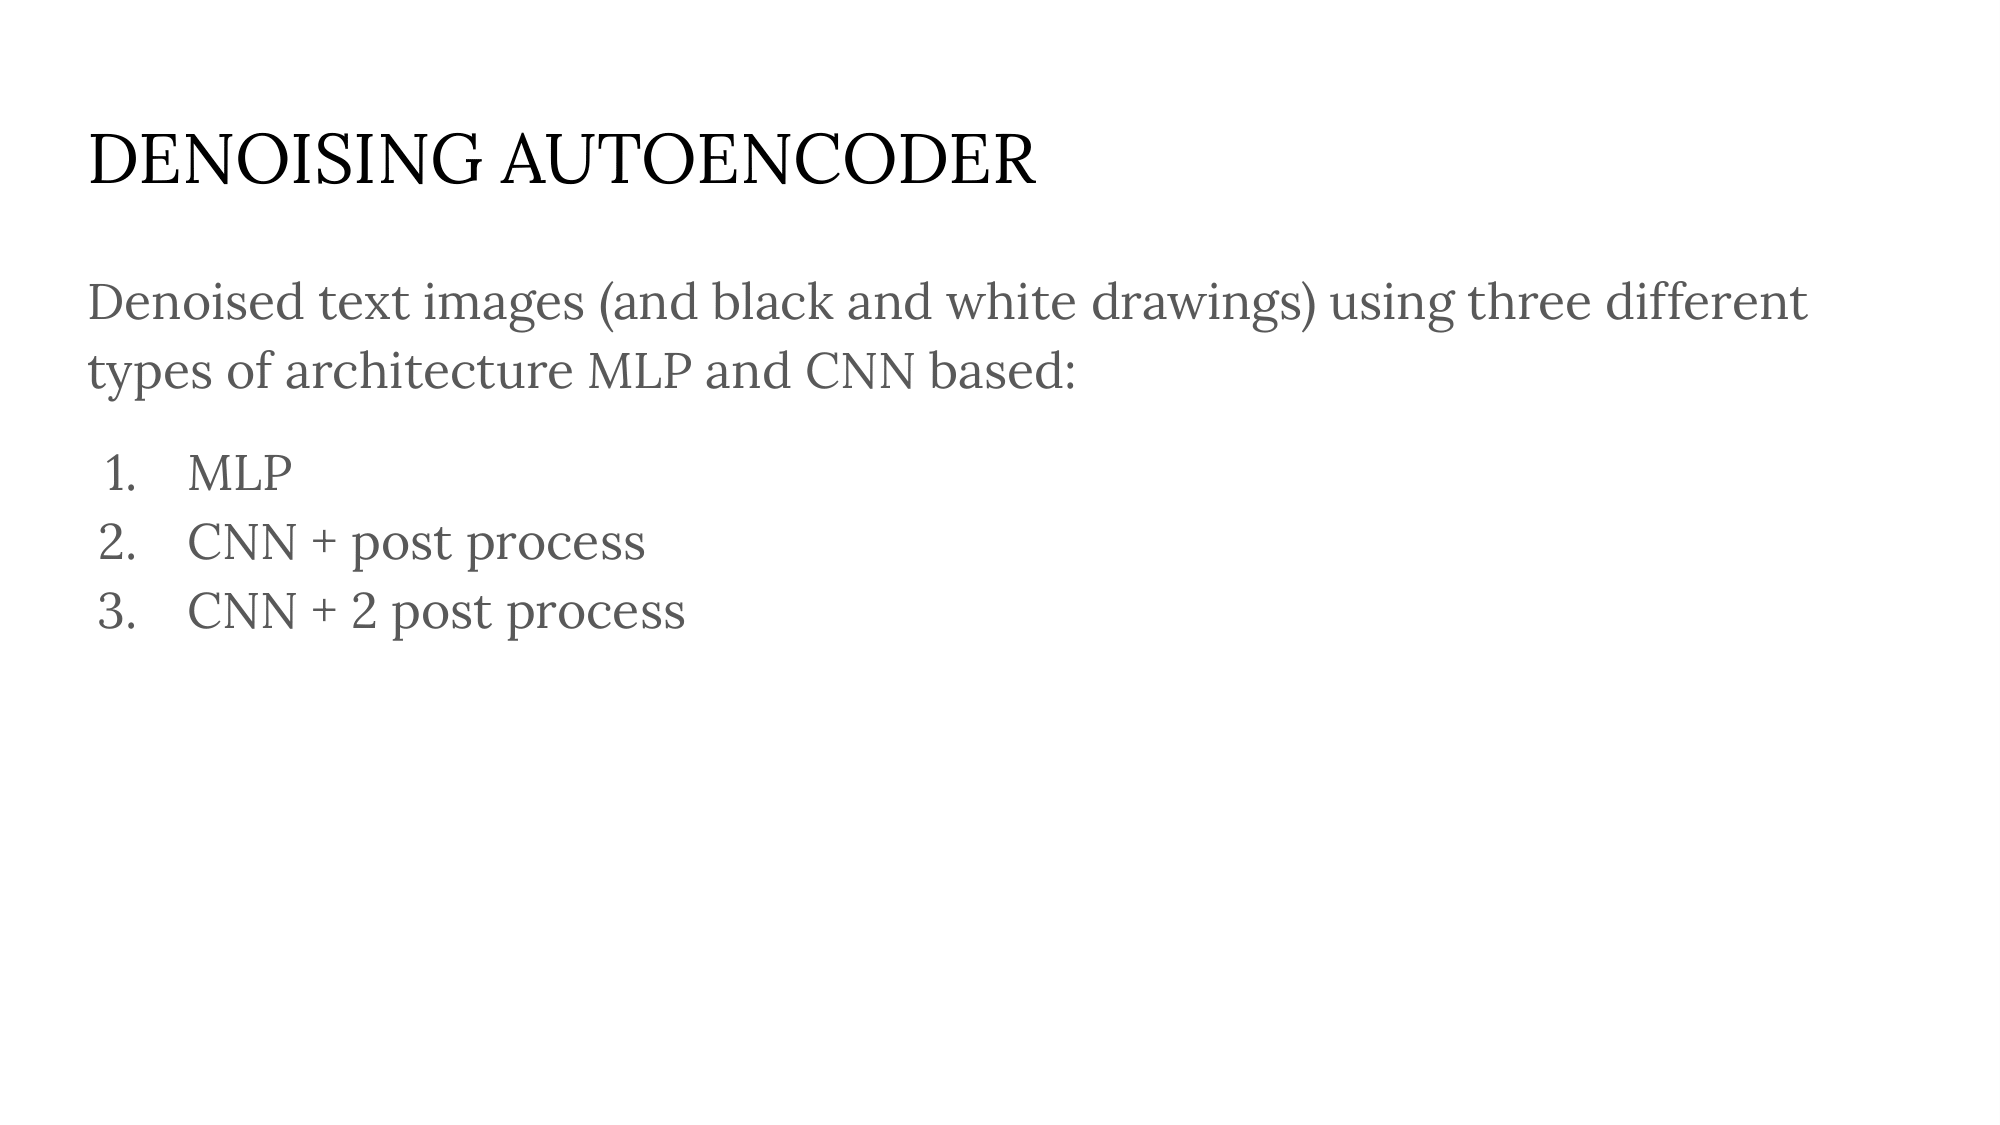 DENOISING AUTOENCODER
Denoised text images (and black and white drawings) using three different
types of architecture MLP and CNN based:
1. MLP
2. CNN + post process
3. CNN + 2 post process